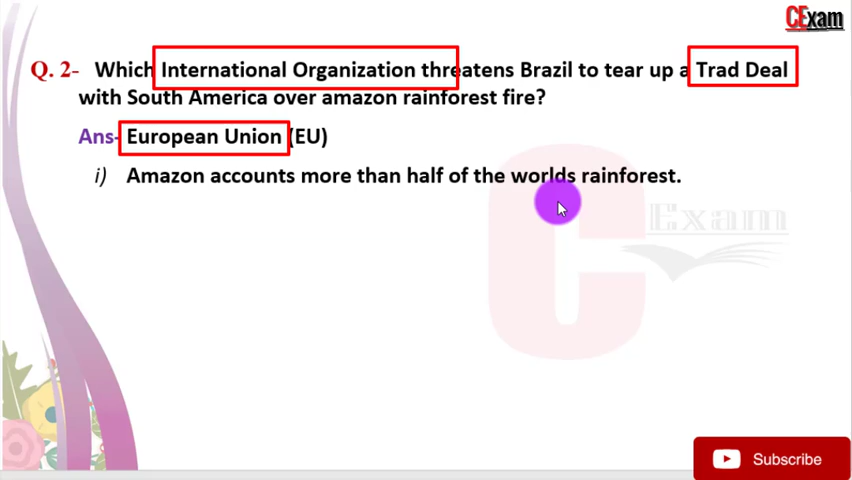 CExam
Q. 2- Which International Organization threatens Brazil to tear up a Trad Deal
with South America over amazon rainforest fire?
Ans- European Union (EU)
i) Amazon accounts more than half of the worlds rainforest.
C Exam
Subscribe